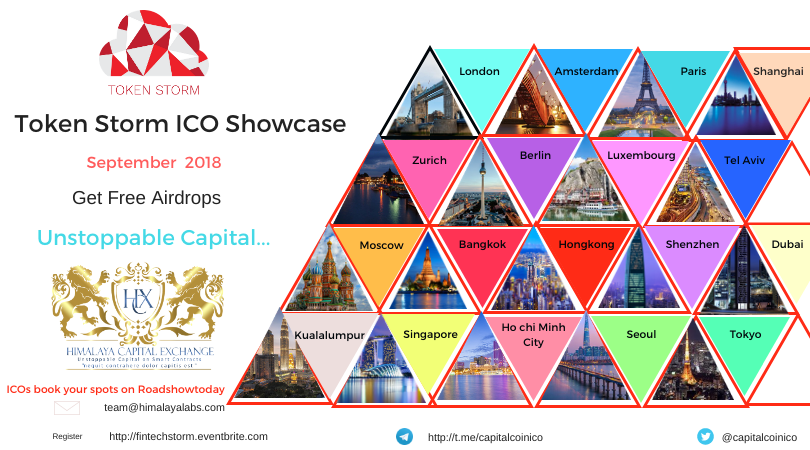 TOKEN STORM
Token Storm ICO Showcase
September 2018
Get Free Airdrops
Unstoppable Capital...
HCX
HIMALAYA CAPITAL EXCHANGE
Unstoppable Capital on Smart Contracts
"nequit contrahere dolor capitis est"
ICOs book your spots on Roadshowtoday
team@himalayalabs.com
Register http://fintechstorm.eventbrite.com
London Amsterdam Paris Shanghai
Zurich Berlin Luxembourg Tel Aviv
Moscow Bangkok Hongkong Shenzhen Dubai
Kualalumpur Singapore Ho chi Minh
City
Seoul Tokyo
http://t.me/capitalcoinico
@capitalcoinico